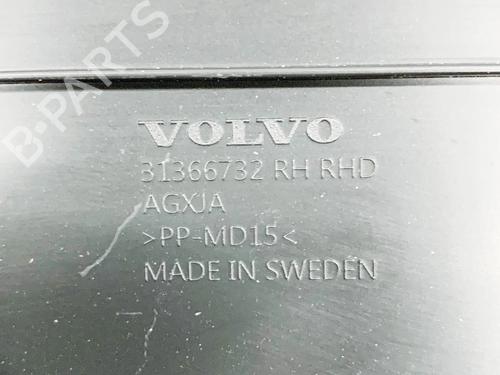 B-PARTS
VOLVO
31366732 RH RHD
AGXJA
>PP-MD15<
MADE IN SWEDEN